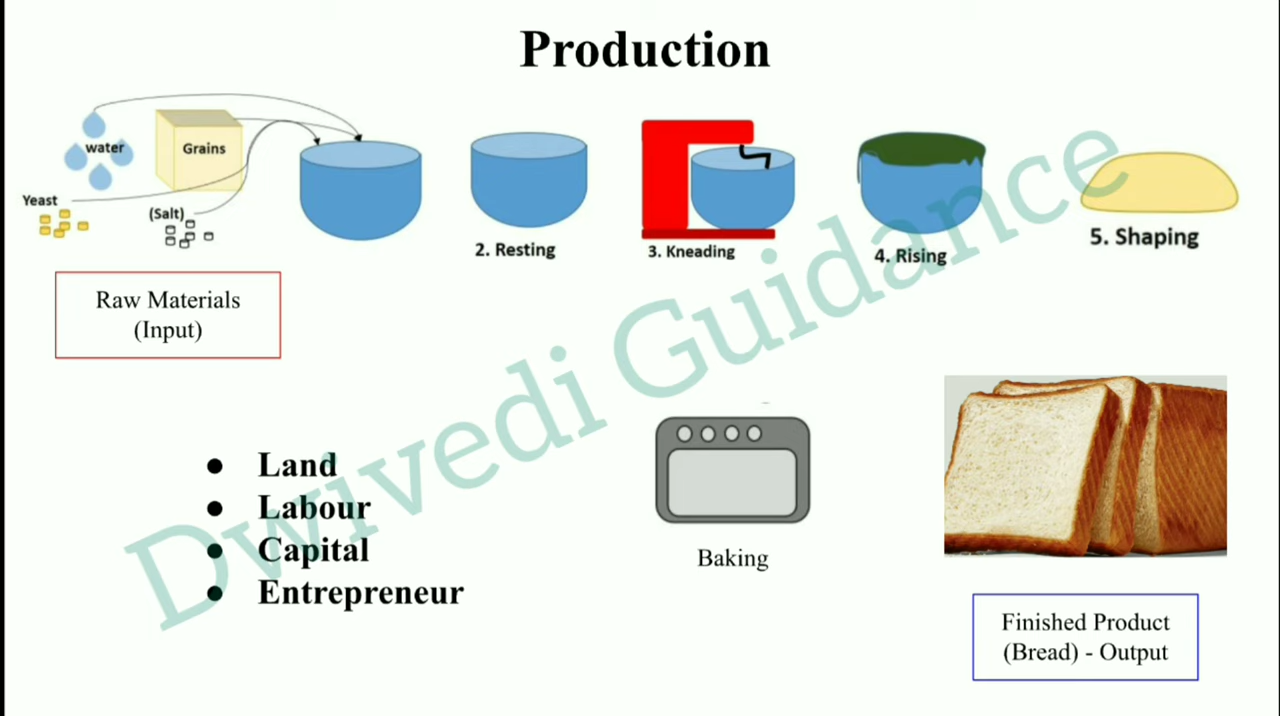 Production
water
Grains
Yeast
(Salt)
2. Resting
3. Kneading
4. Rising
5. Shaping
Raw Materials
(Input)
Land
Labour
Capital
Entrepreneur
Baking
Finished Product
(Bread) - Output
Dwivedi Guidance